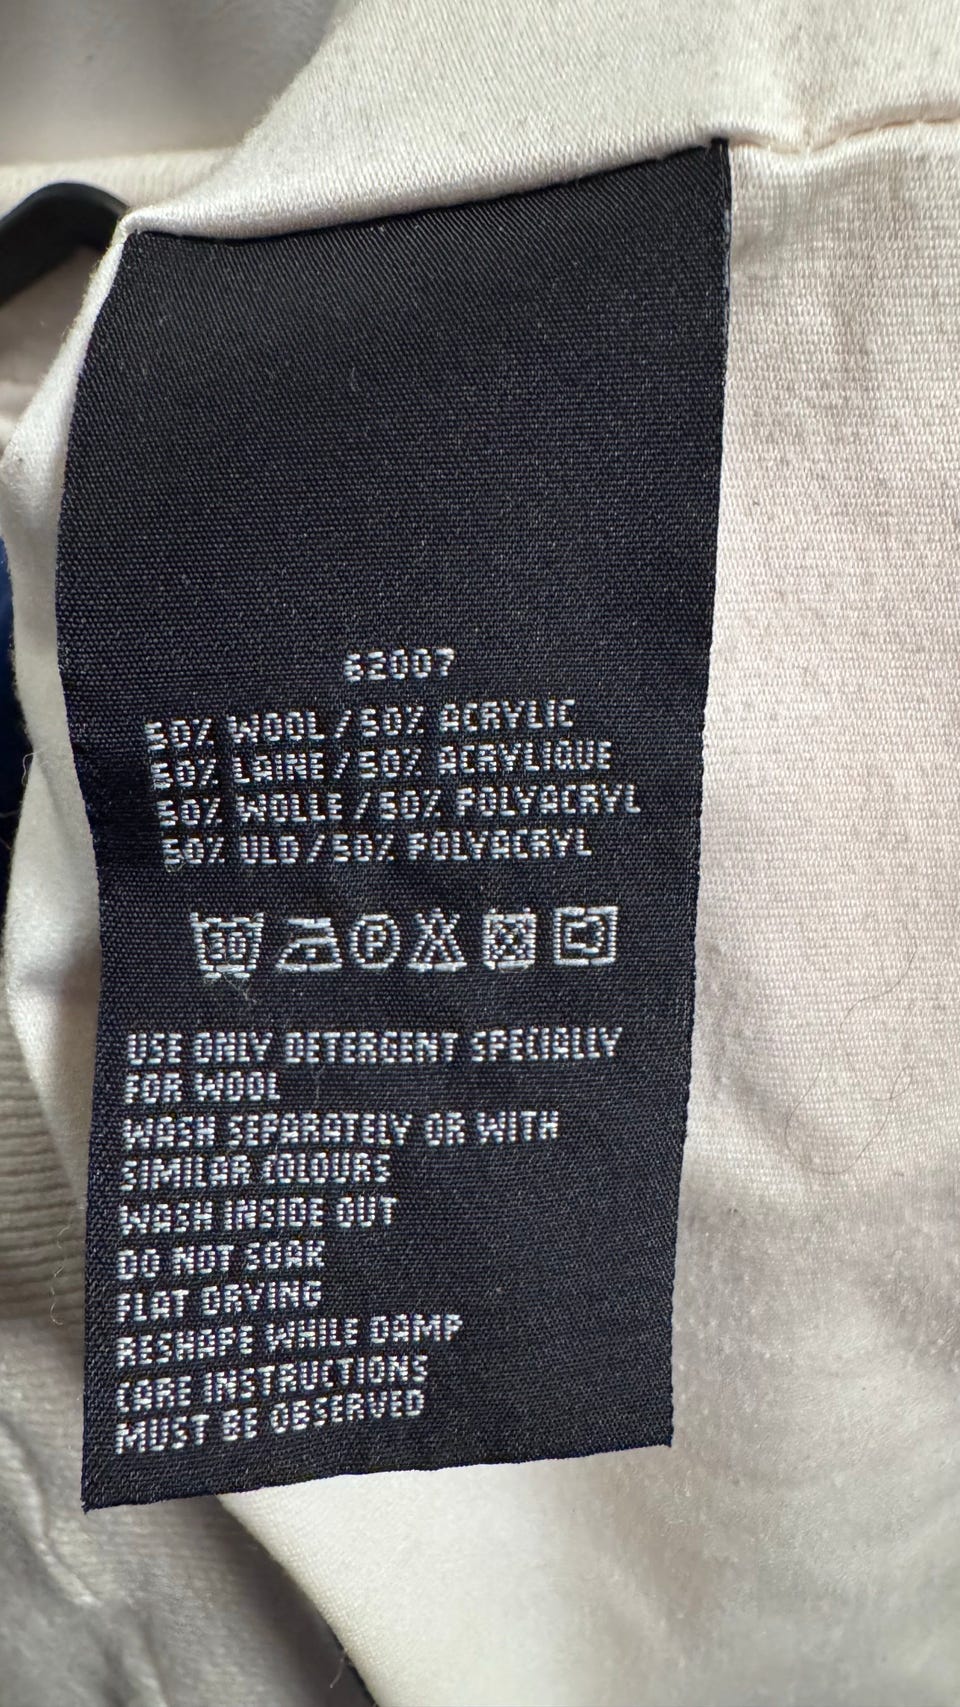 62007
50% WOOL / 50% ACRYLIC
50% LAINE / 50% ACRYLIQUE
50% WOLLE / 50% POLYACRYL
50% ULD / 50% POLYACRYL
30 P
USE ONLY DETERGENT SPECIALLY
FOR WOOL
WASH SEPARATELY OR WITH
SIMILAR COLOURS
WASH INSIDE OUT
DO NOT SOAK
FLAT DRYING
RESHAPE WHILE DAMP
CARE INSTRUCTIONS
MUST BE OBSERVED